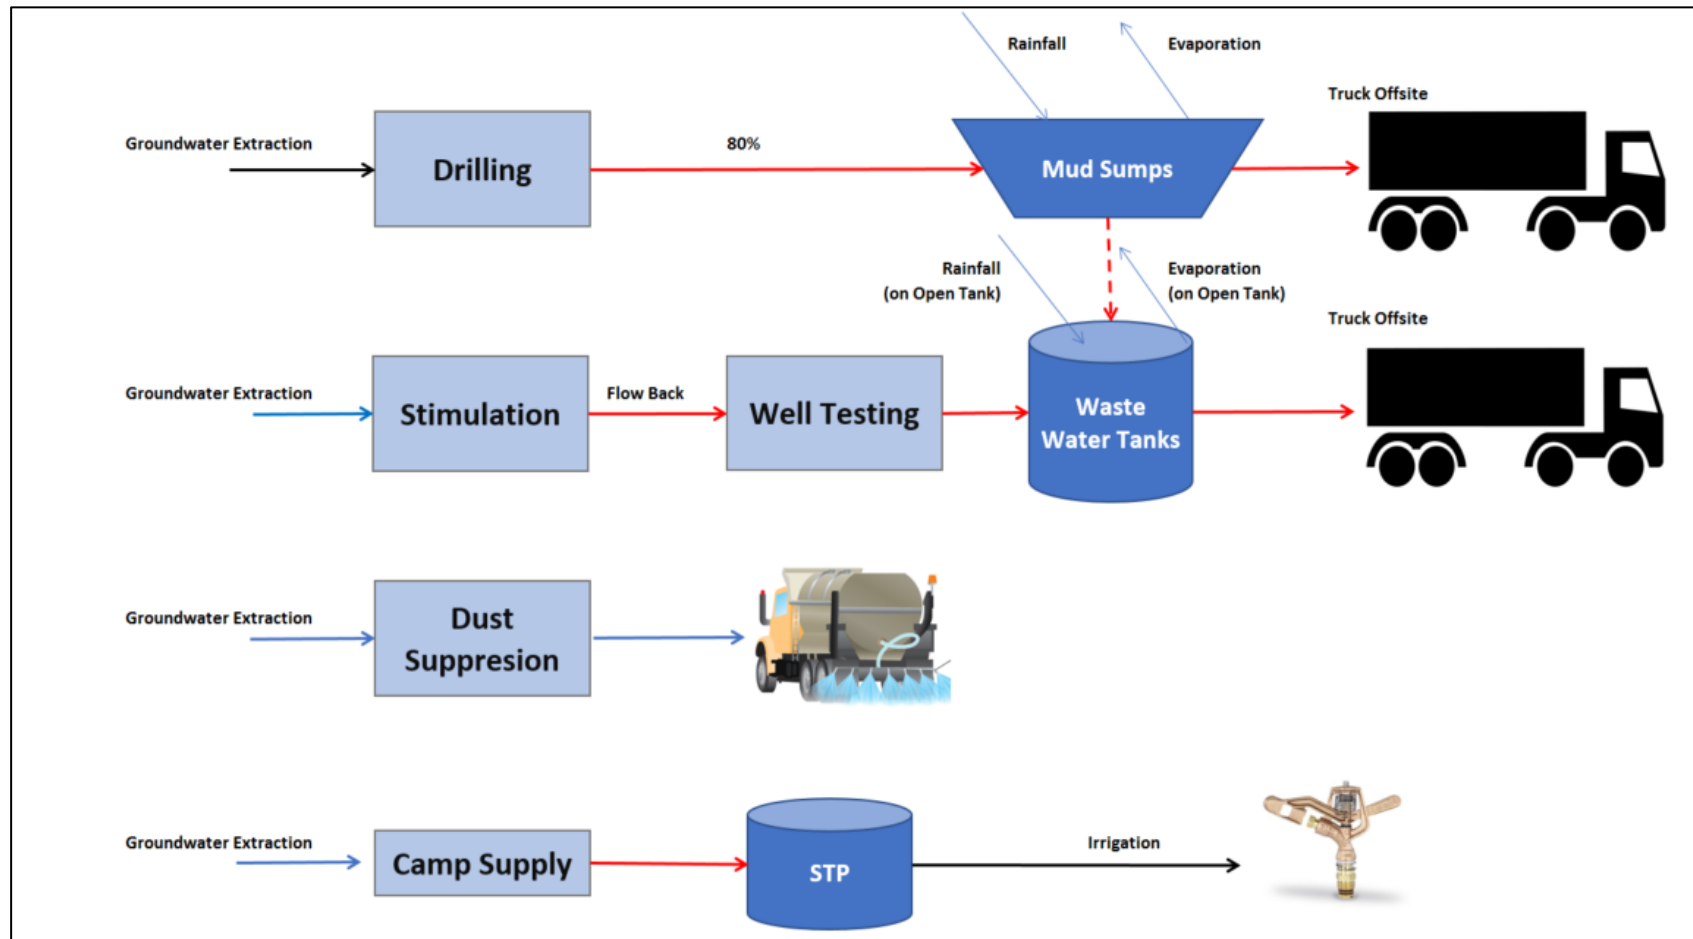 Rainfall
Evaporation
Truck Offsite
Groundwater Extraction
Drilling
80%
Mud Sumps
Rainfall
(on Open Tank)
Evaporation
(on Open Tank)
Truck Offsite
Groundwater Extraction
Stimulation
Flow Back
Well Testing
Waste
Water Tanks
Groundwater Extraction
Dust
Suppresion
Groundwater Extraction
Camp Supply
STP
Irrigation